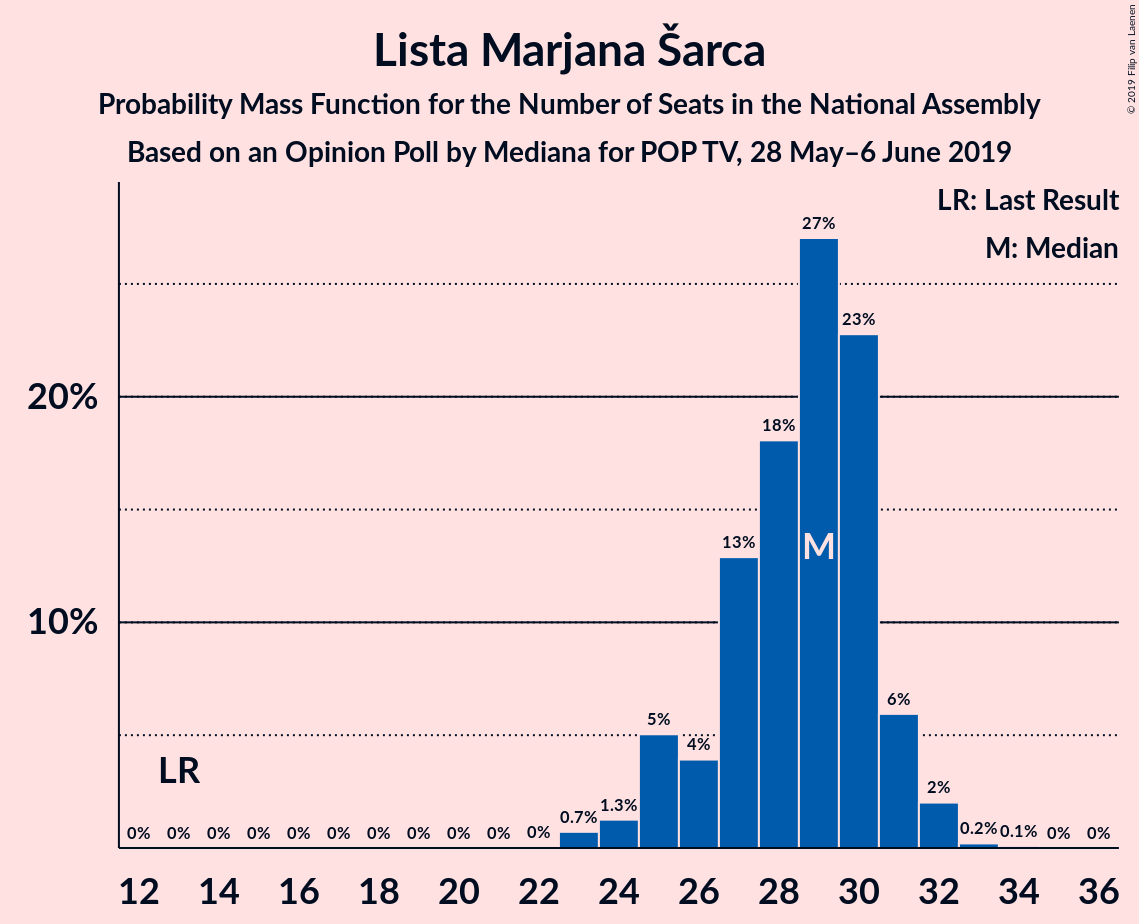 Lista Marjana Šarca
Probability Mass Function for the Number of Seats in the National Assembly
Based on an Opinion Poll by Mediana for POP TV, 28 May–6 June 2019
© 2019 Filip van Laenen
LR: Last Result
M: Median
27%
23%
20%
18%
13%
M
10%
6%
5%
4%
LR
2%
0% 0% 0% 0% 0% 0% 0% 0% 0% 0% 0% 0.7% 1.3% 0.2% 0.1% 0% 0%
12 14 16 18 20 22 24 26 28 30 32 34 36